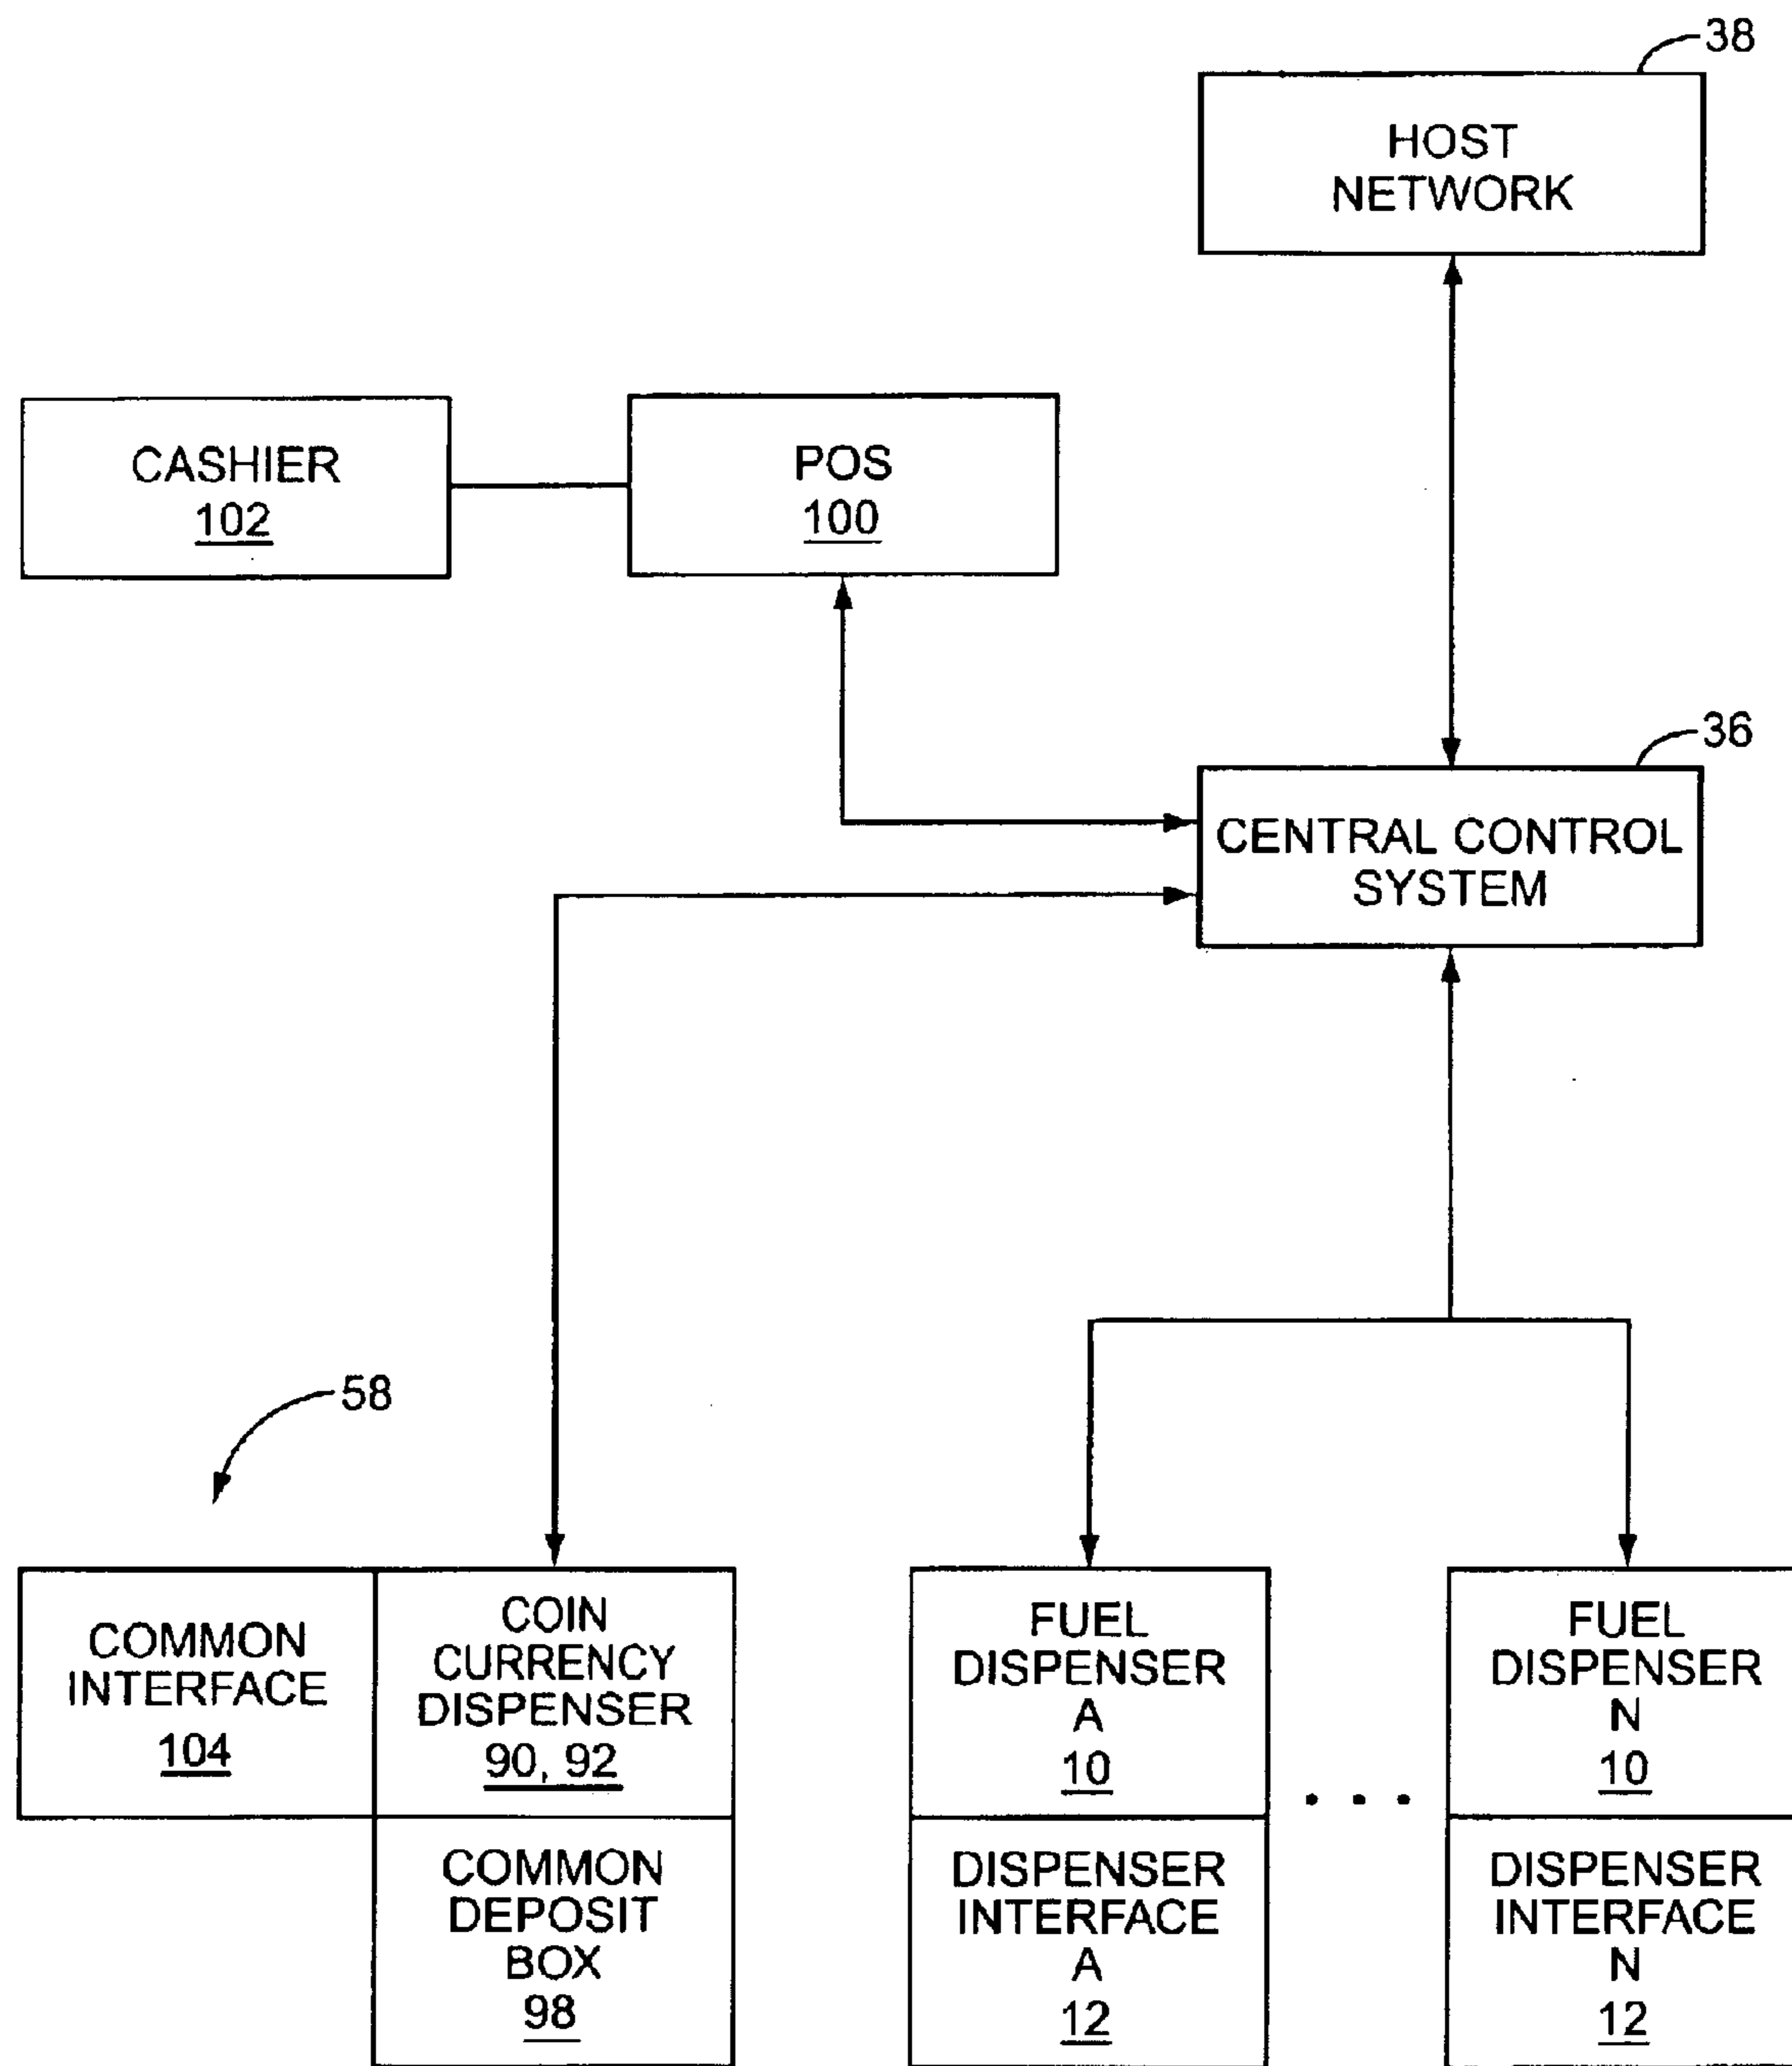 38
HOST
NETWORK
CASHIER
102
POS
100
36
CENTRAL CONTROL
SYSTEM
58
COMMON
INTERFACE
104
COIN
CURRENCY
DISPENSER
90, 92
COMMON
DEPOSIT
BOX
98
FUEL
DISPENSER
A
10
DISPENSER
INTERFACE
A
12
. . .
FUEL
DISPENSER
N
10
DISPENSER
INTERFACE
N
12